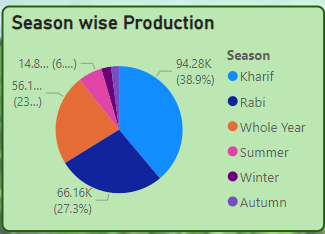 Season wise Production
14.8... (6....)
94.28K
(38.9%)
56.1...
(23...)
66.16K
(27.3%)
Season
Kharif
Rabi
Whole Year
Summer
Winter
Autumn